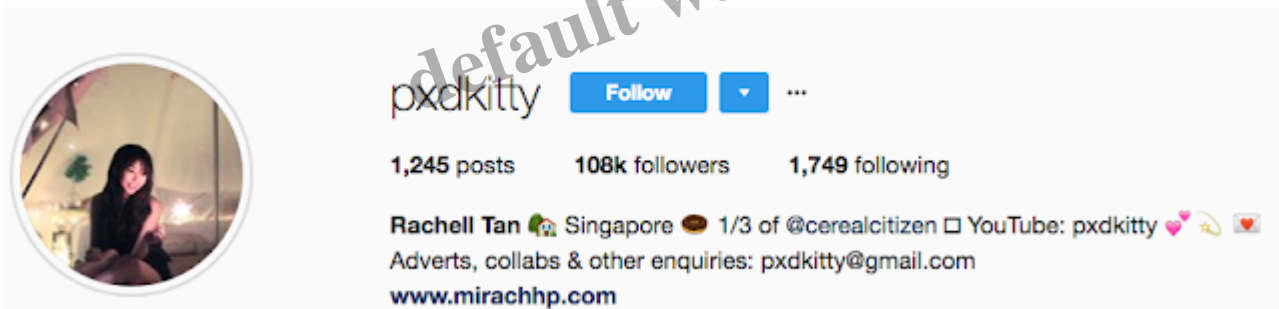 default w
pxdkitty Follow ...
1,245 posts 108k followers 1,749 following
Rachell Tan 🏡 Singapore 🍩 1/3 of @cerealcitizen □ YouTube: pxdkitty 💕 💫 💌
Adverts, collabs & other enquiries: pxdkitty@gmail.com
www.mirachhp.com